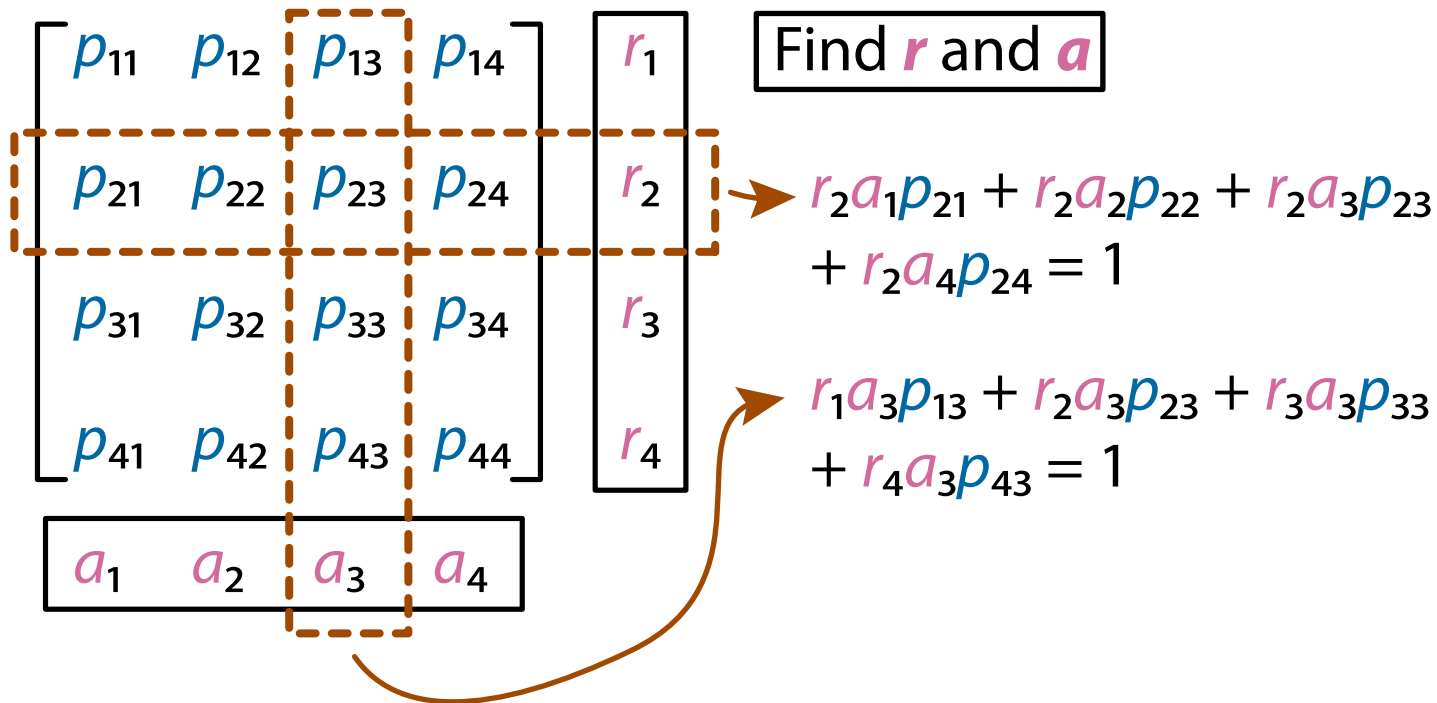 p₁₁ p₁₂ p₁₃ p₁₄ r₁
Find r and a
p₂₁ p₂₂ p₂₃ p₂₄ r₂
r₂a₁p₂₁ + r₂a₂p₂₂ + r₂a₃p₂₃
+ r₂a₄p₂₄ = 1
p₃₁ p₃₂ p₃₃ p₃₄ r₃
r₁a₃p₁₃ + r₂a₃p₂₃ + r₃a₃p₃₃
+ r₄a₃p₄₃ = 1
p₄₁ p₄₂ p₄₃ p₄₄ r₄
a₁ a₂ a₃ a₄